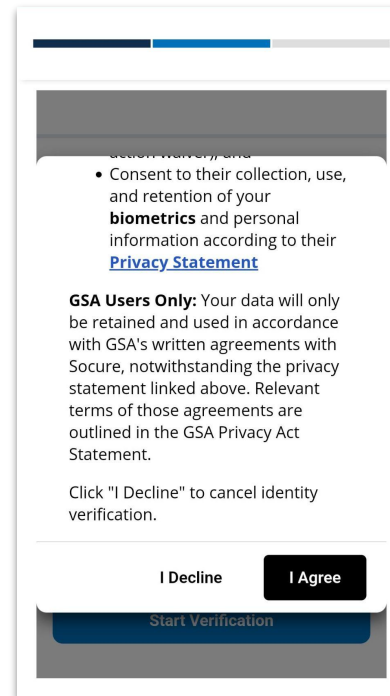 action waiver); and
• Consent to their collection, use,
and retention of your
biometrics and personal
information according to their
Privacy Statement
GSA Users Only: Your data will only
be retained and used in accordance
with GSA's written agreements with
Socure, notwithstanding the privacy
statement linked above. Relevant
terms of those agreements are
outlined in the GSA Privacy Act
Statement.
Click "I Decline" to cancel identity
verification.
I Decline
I Agree
Start Verification